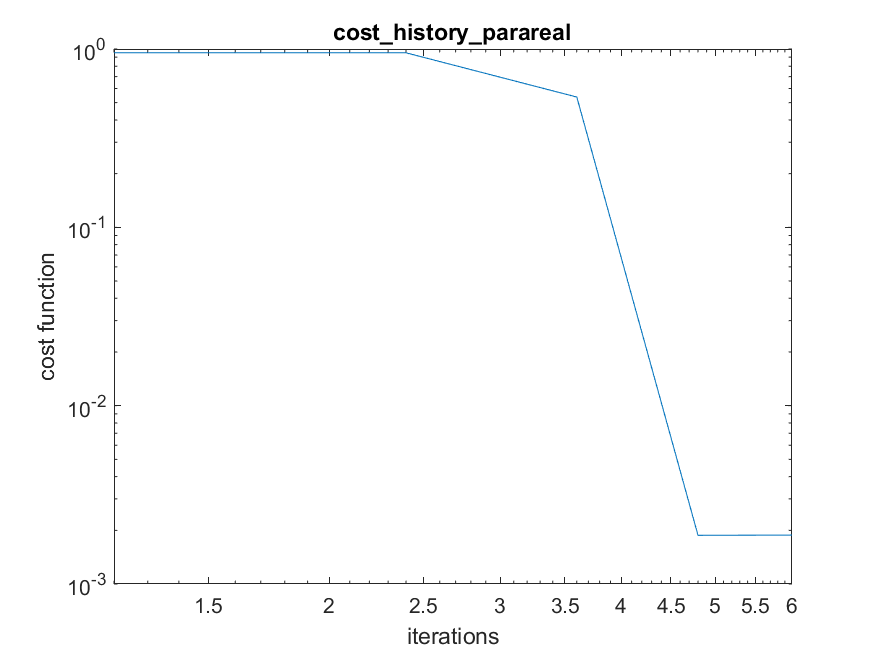 cost_history_parareal
10^0
10^-1
10^-2
10^-3
cost function
1.5 2 2.5 3 3.5 4 4.5 5 5.5 6
iterations